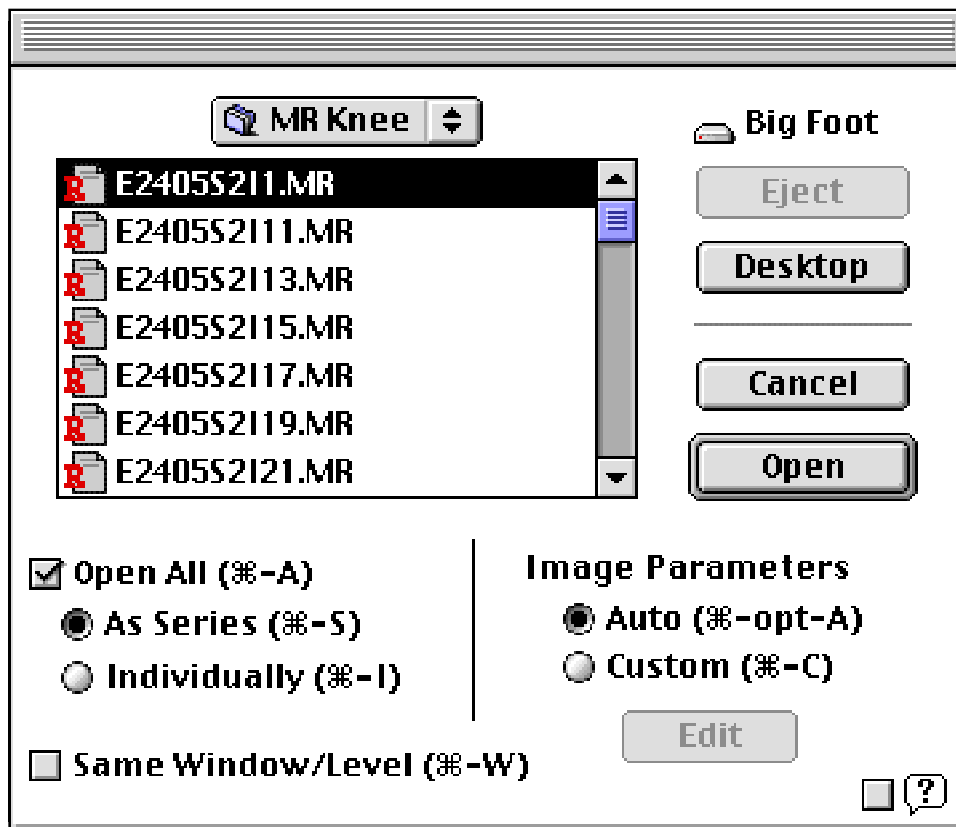 MR Knee
Big Foot
E2405S2I1.MR
E2405S2I11.MR
E2405S2I13.MR
E2405S2I15.MR
E2405S2I17.MR
E2405S2I19.MR
E2405S2I21.MR
Eject
Desktop
Cancel
Open
Open All (⌘-A)
As Series (⌘-S)
Individually (⌘-I)
Same Window/Level (⌘-W)
Image Parameters
Auto (⌘-opt-A)
Custom (⌘-C)
Edit
?